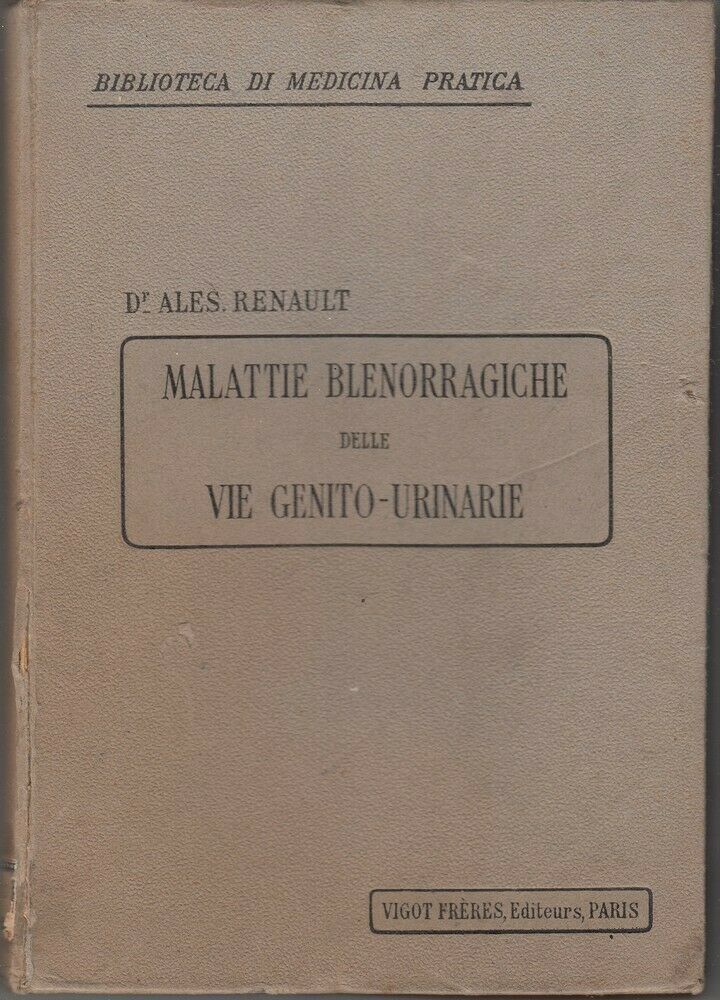 BIBLIOTECA DI MEDICINA PRATICA
Dr ALES. RENAULT
MALATTIE BLENORRAGICHE
DELLE
VIE GENITO-URINARIE
VIGOT FRÈRES, Editeurs, PARIS